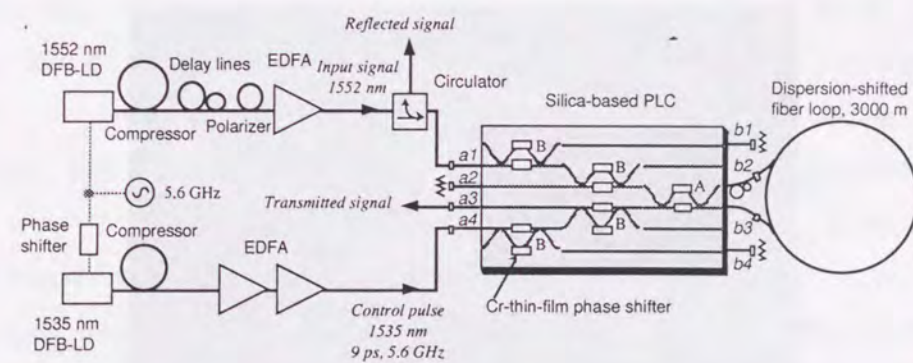 Reflected signal
1552 nm
DFB-LD
Delay lines
EDFA
Input signal
1552 nm
Circulator
Compressor
Polarizer
Silica-based PLC
Dispersion-shifted
fiber loop, 3000 m
5.6 GHz
Phase
shifter
Compressor
EDFA
Transmitted signal
a1
a2
a3
a4
B
B
A
B
B
b1
b2
b3
b4
Cr-thin-film phase shifter
1535 nm
DFB-LD
Control pulse
1535 nm
9 ps, 5.6 GHz